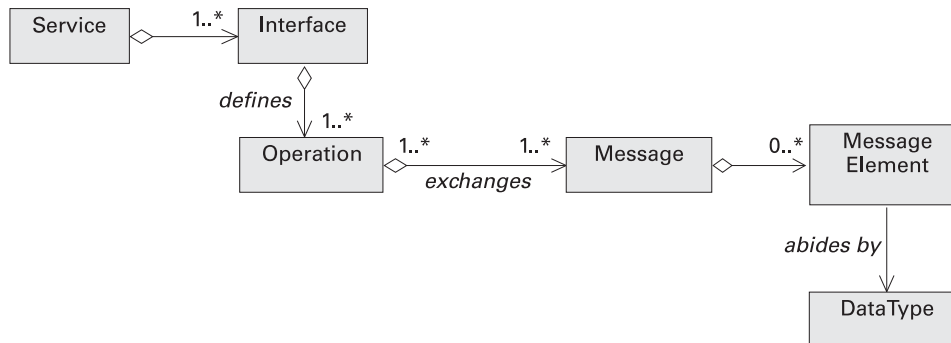 Service
1..*
Interface
defines
1..*
Operation
1..*
exchanges
1..*
Message
0..*
Message
Element
abides by
DataType